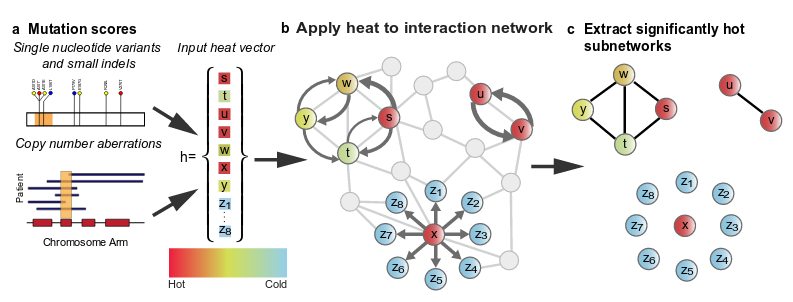 a Mutation scores
Single nucleotide variants
and small indels
Copy number aberrations
Patient
Chromosome Arm
Input heat vector
h=
s
t
u
v
w
x
y
z1
z8
Hot
Cold
b Apply heat to interaction network
w
y
s
t
u
v
z1
z8
z2
z7
x
z3
z6
z4
z5
c Extract significantly hot
subnetworks
w
u
y
s
v
t
z1
z8
z2
z7
x
z3
z6
z4
z5